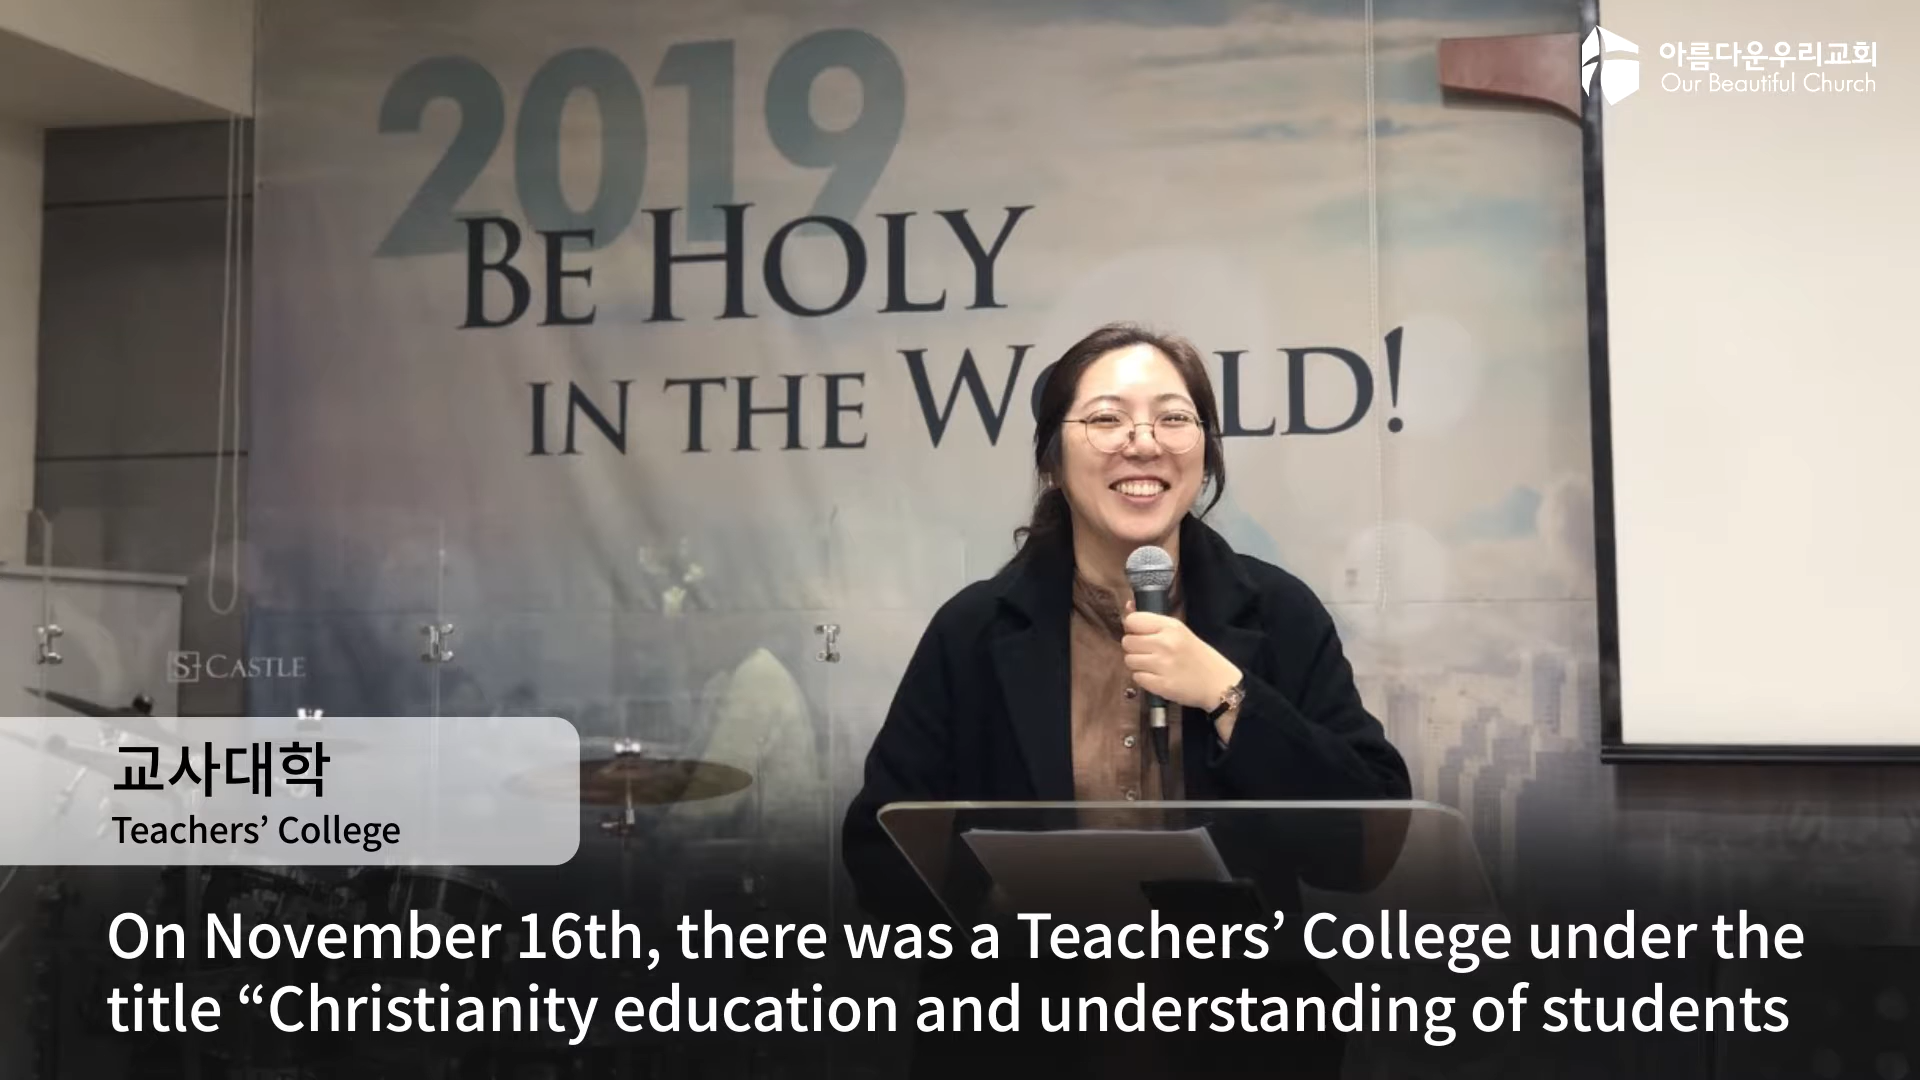 아름다운우리교회
Our Beautiful Church
2019
BE HOLY
IN THE W LD!
S-CASTLE
교사대학
Teachers’ College
On November 16th, there was a Teachers’ College under the
title “Christianity education and understanding of students